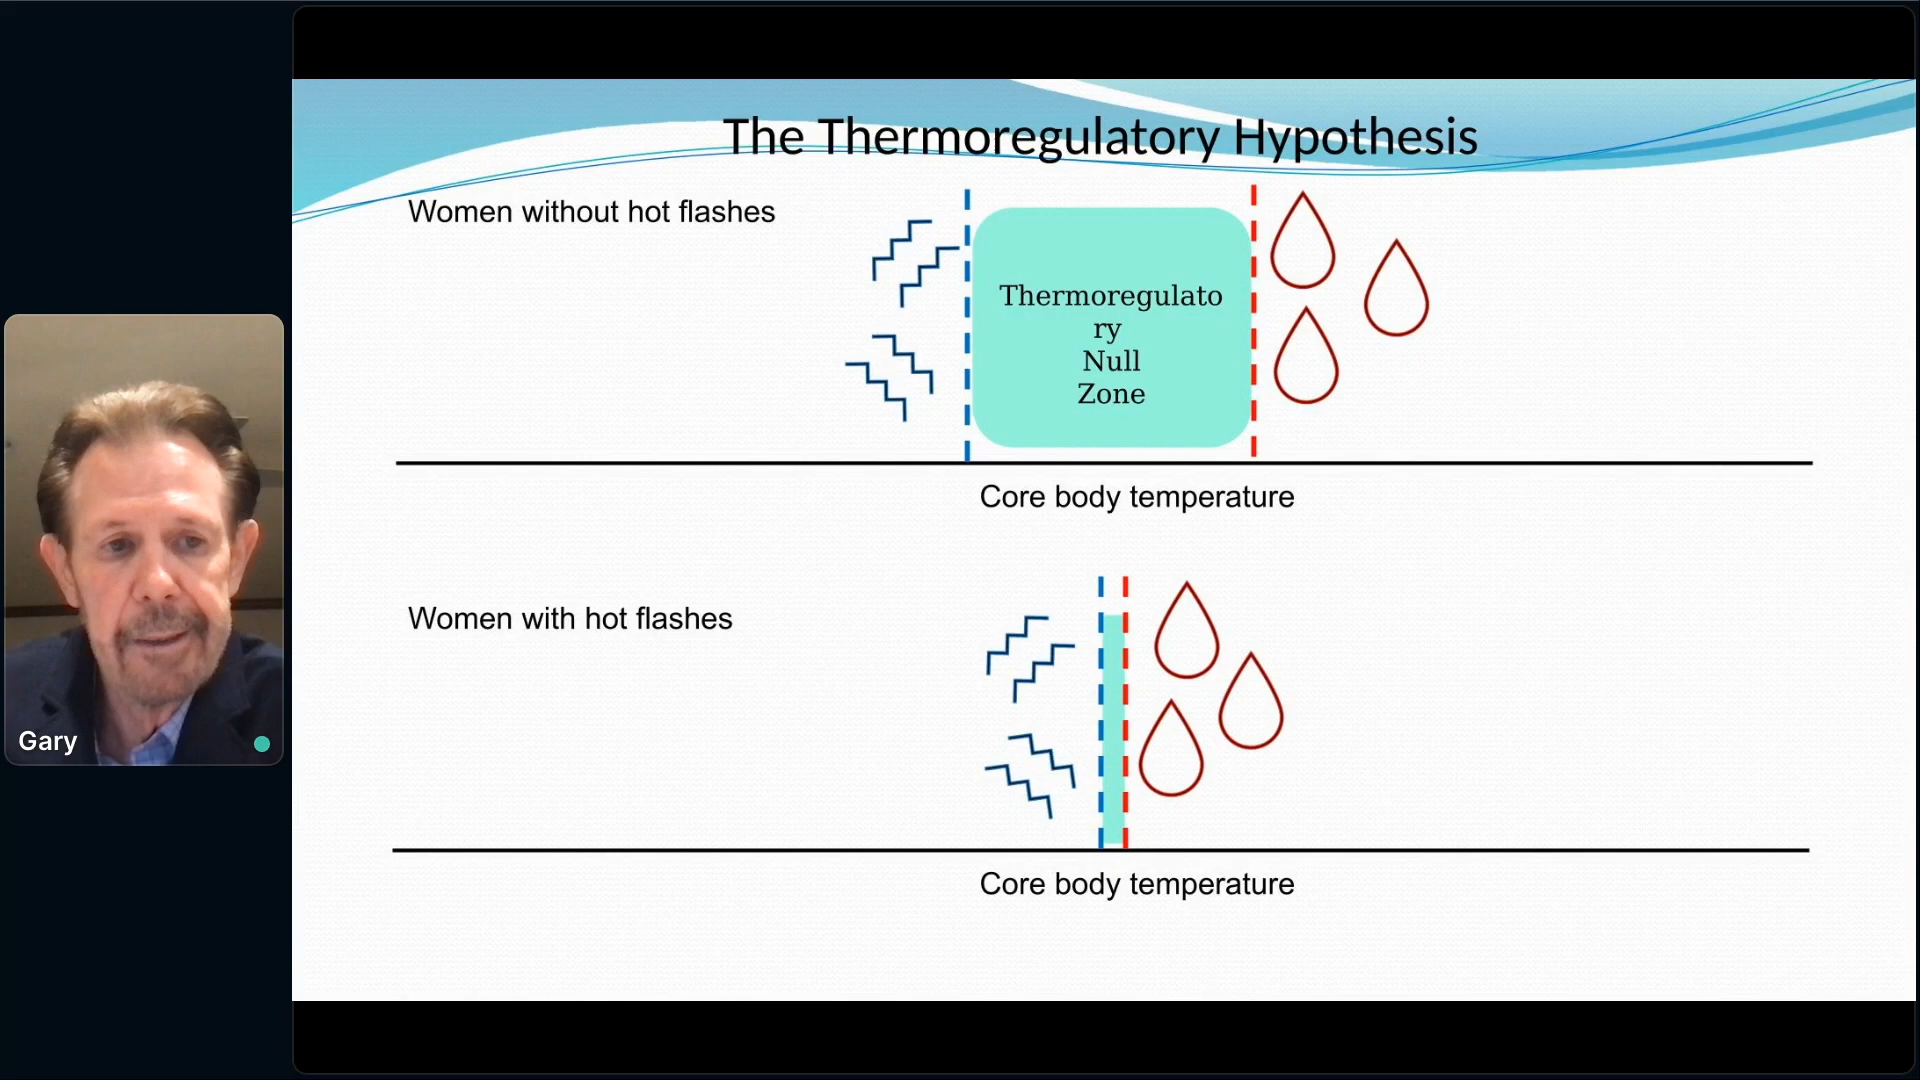 The Thermoregulatory Hypothesis
Women without hot flashes
Thermoregulato
ry
Null
Zone
Core body temperature
Women with hot flashes
Core body temperature
Gary